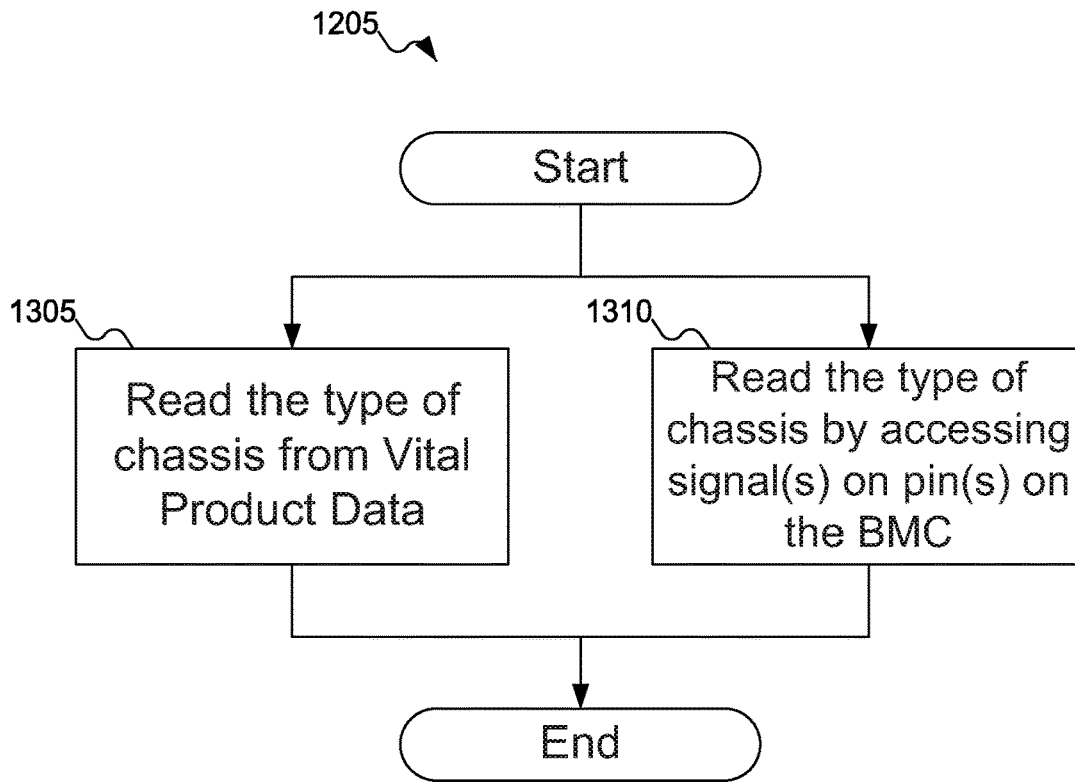 1205
Start
1305
Read the type of
chassis from Vital
Product Data
1310
Read the type of
chassis by accessing
signal(s) on pin(s) on
the BMC
End